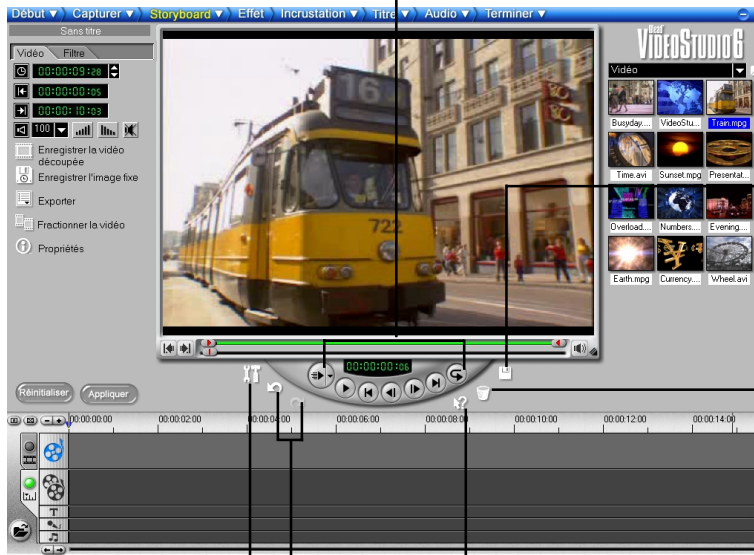 Début Capturer Storyboard Effet Incrustation Titre Audio Terminer
Sans titre
Vidéo Filtre
00:00:09:28
00:00:00:05
00:00:10:03
100
Enregistrer la vidéo
découpée
Enregistrer l'image fixe
Exporter
Fractionner la vidéo
Propriétés
Réinitialiser Appliquer
16
722
00:00:00:06
Ulead
VIDEOSTUDIO6
Vidéo
Busyday.... VideoStu... Train.mpg
Time.avi Sunset.mpg Presentat...
Overload.... Numbers.... Evening....
Earth.mpg Currency.... Wheel.avi
00:00:00:00 00:00:02:00 00:00:04:00 00:00:06:00 00:00:08:00 00:00:10:00 00:00:12:00 00:00:14:00
T